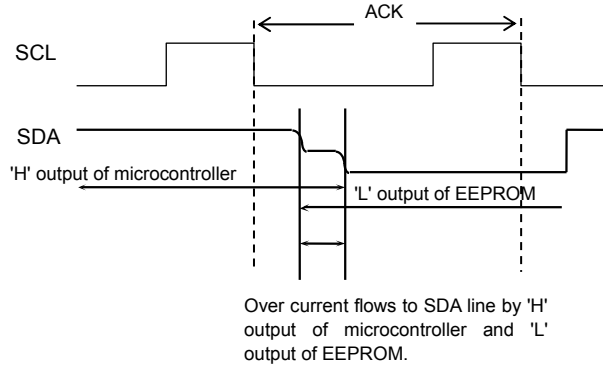 ACK
SCL
SDA
'H' output of microcontroller
'L' output of EEPROM
Over current flows to SDA line by 'H'
output of microcontroller and 'L'
output of EEPROM.